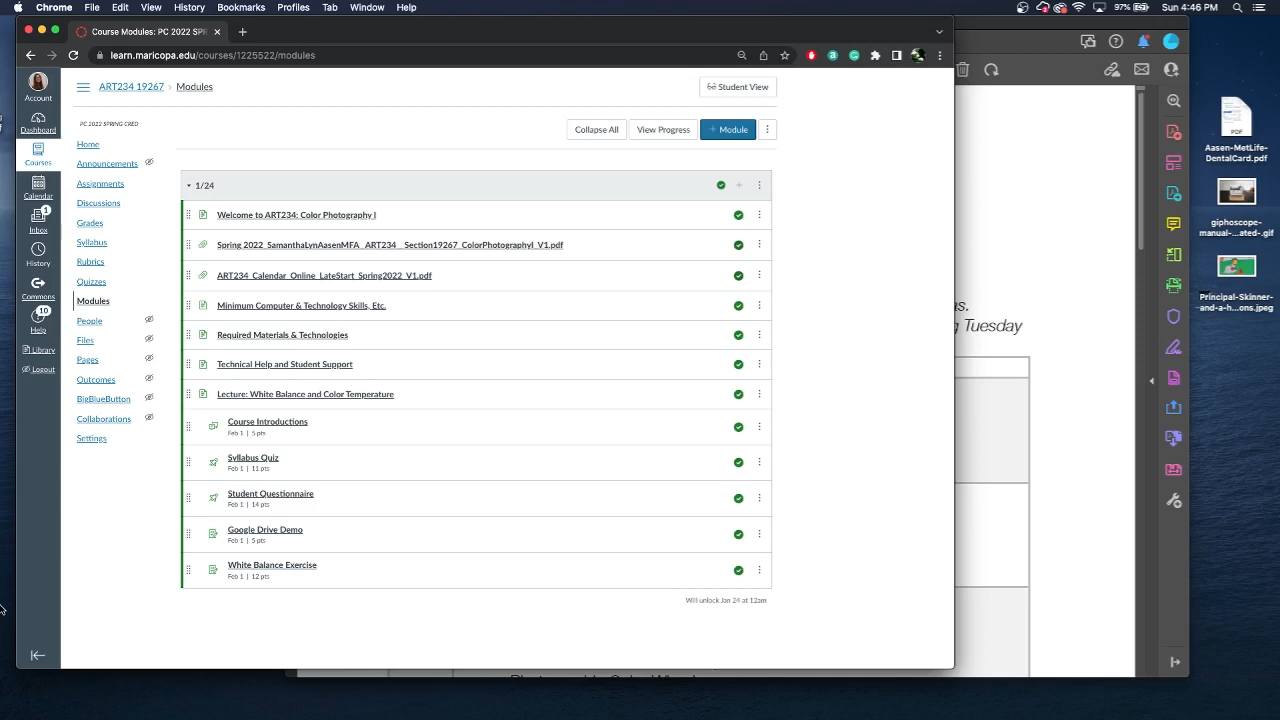 Chrome File Edit View History Bookmarks Profiles Tab Window Help
97% Sun 4:46 PM
Course Modules: PC 2022 SPR
learn.maricopa.edu/courses/1225522/modules
ART234 19267 › Modules
Student View
Account
Dashboard
Courses
Calendar
1
Inbox
History
Commons
10
Help
Library
Logout
PC 2022 SPRING CRED
Home
Announcements
Assignments
Discussions
Grades
Syllabus
Rubrics
Quizzes
Modules
People
Files
Pages
Outcomes
BigBlueButton
Collaborations
Settings
Collapse All
View Progress
+ Module
1/24
Welcome to ART234: Color Photography I
Spring 2022_SamanthaLynAasenMFA_ART234__Section19267_ColorPhotographyI_V1.pdf
ART234_Calendar_Online_LateStart_Spring2022_V1.pdf
Minimum Computer & Technology Skills, Etc.
Required Materials & Technologies
Technical Help and Student Support
Lecture: White Balance and Color Temperature
Course Introductions
Feb 1 | 5 pts
Syllabus Quiz
Feb 1 | 11 pts
Student Questionnaire
Feb 1 | 14 pts
Google Drive Demo
Feb 1 | 5 pts
White Balance Exercise
Feb 1 | 12 pts
Will unlock Jan 24 at 12am
Tuesday
PDF
Aasen-MetLife-
DentalCard.pdf
giphoscope-
manual-...ated-.gif
Principal-Skinner-
and-a-h...ons.jpeg